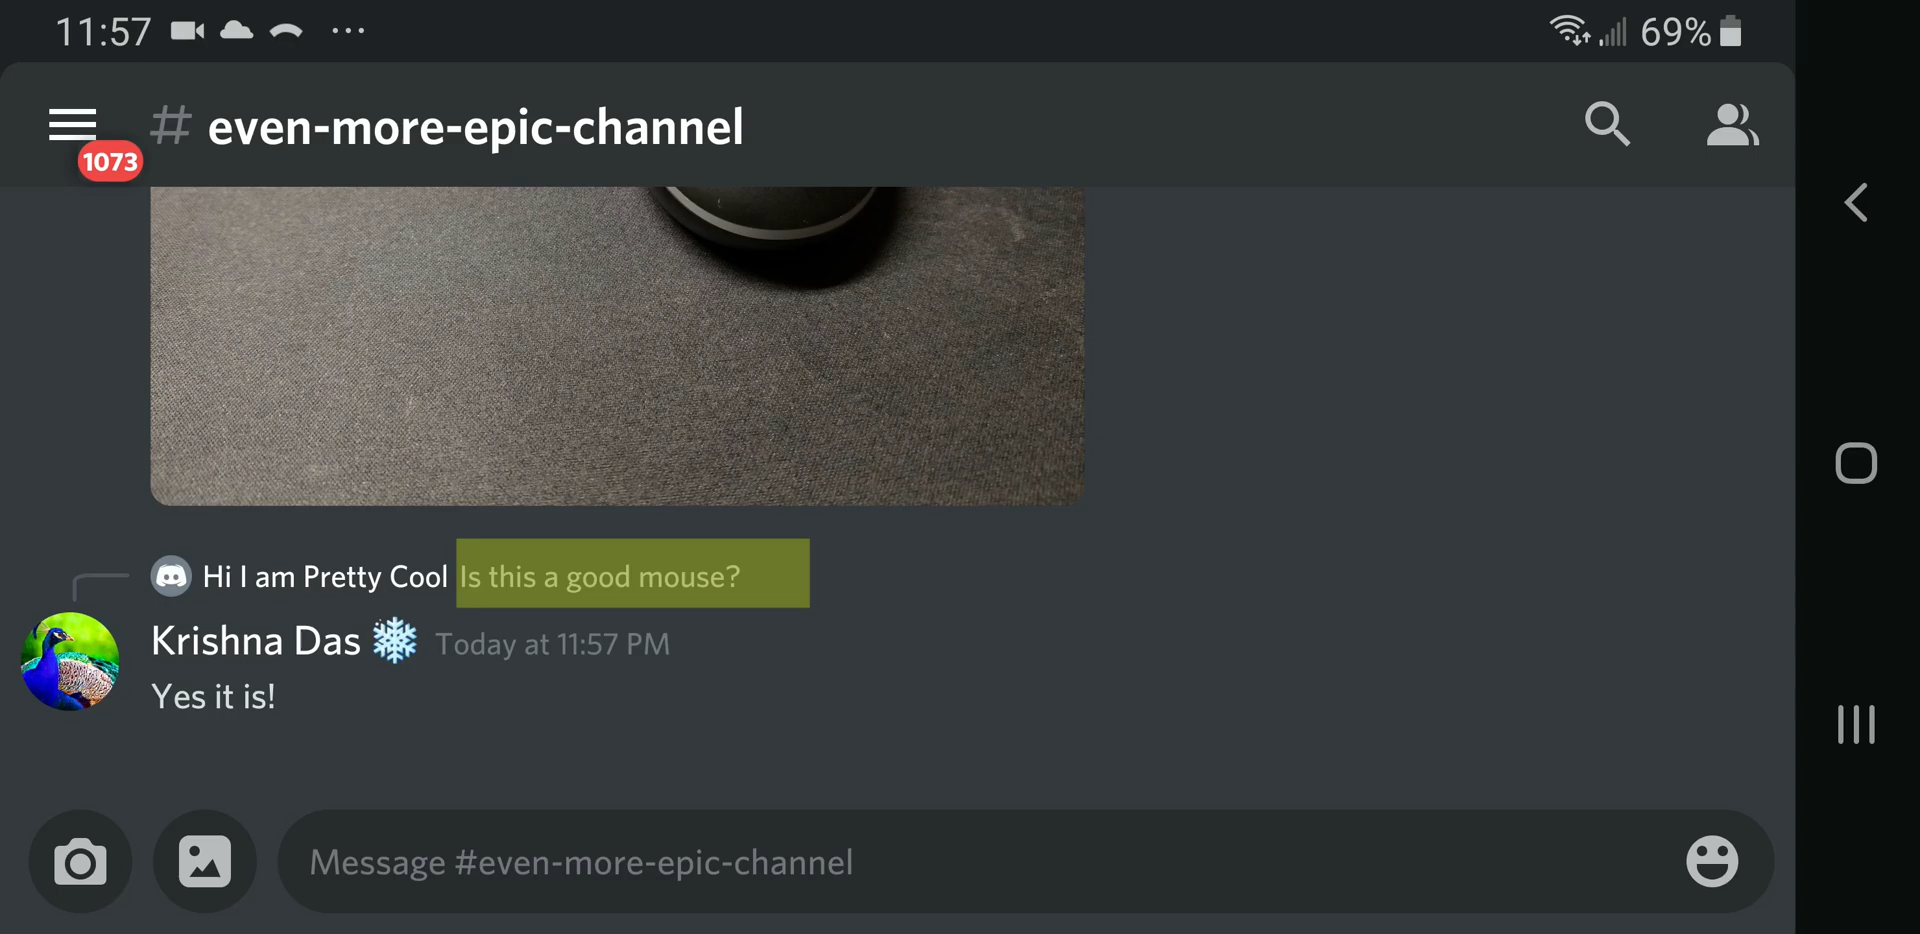 11:57
69%
# even-more-epic-channel
1073
Hi I am Pretty Cool Is this a good mouse?
Krishna Das Today at 11:57 PM
Yes it is!
Message #even-more-epic-channel